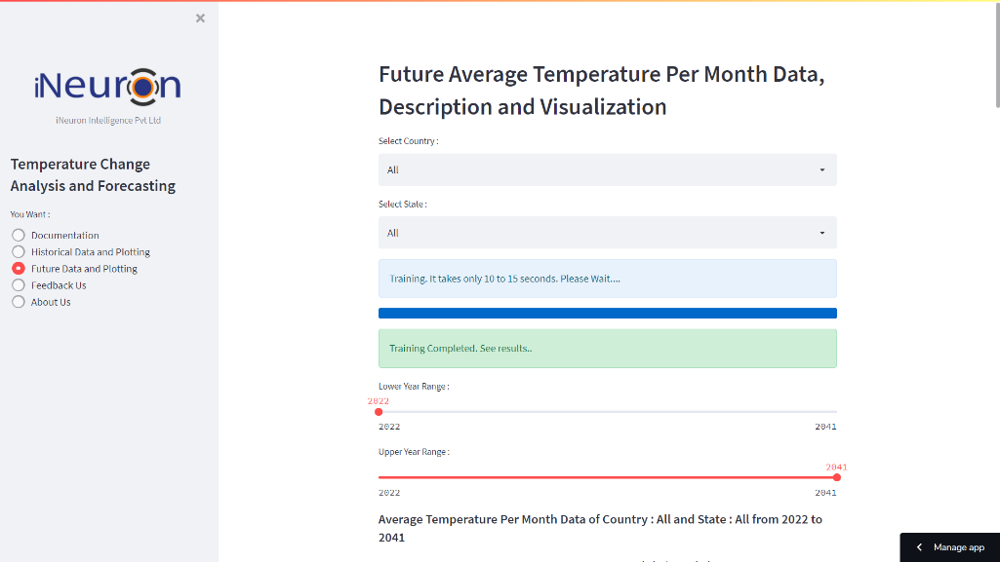 iNeuron
iNeuron Intelligence Pvt Ltd
Temperature Change
Analysis and Forecasting
You Want :
Documentation
Historical Data and Plotting
Future Data and Plotting
Feedback Us
About Us
Future Average Temperature Per Month Data,
Description and Visualization
Select Country :
All
Select State :
All
Training. It takes only 10 to 15 seconds. Please Wait....
Training Completed. See results..
Lower Year Range :
2022
2022 2041
Upper Year Range :
2041
2022 2041
Average Temperature Per Month Data of Country : All and State : All from 2022 to
2041
Manage app